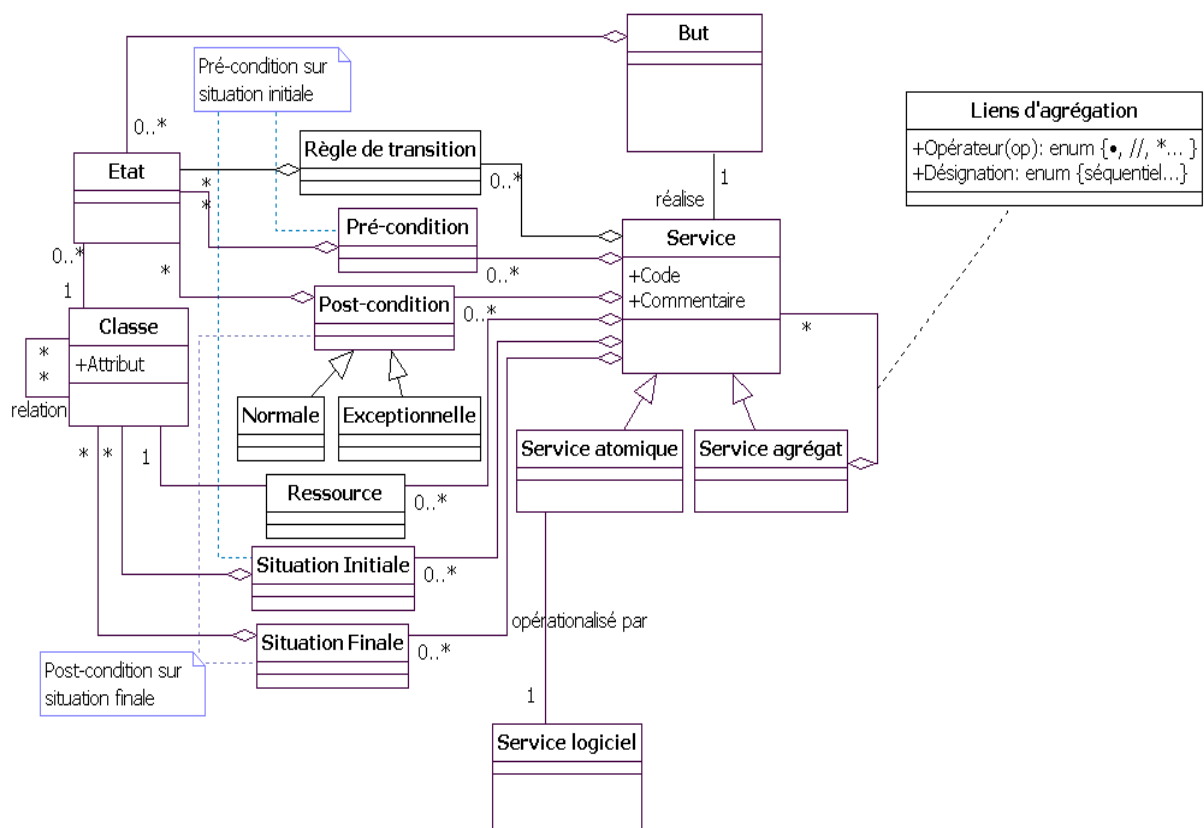 But
Pré-condition sur
situation initiale
Liens d'agrégation
+Opérateur(op): enum {•, //, *... }
+Désignation: enum {séquentiel...}
0..*
Règle de transition
Etat
*
0..*
1
réalise
*
Pré-condition
Service
0..*
*
0..*
+Code
+Commentaire
1
Post-condition
0..*
*
Classe
*
+Attribut
*
relation
Normale
Exceptionnelle
Service atomique
Service agrégat
*
*
1
Ressource
0..*
Situation Initiale
0..*
opérationalisé par
Situation Finale
0..*
Post-condition sur
situation finale
1
Service logiciel